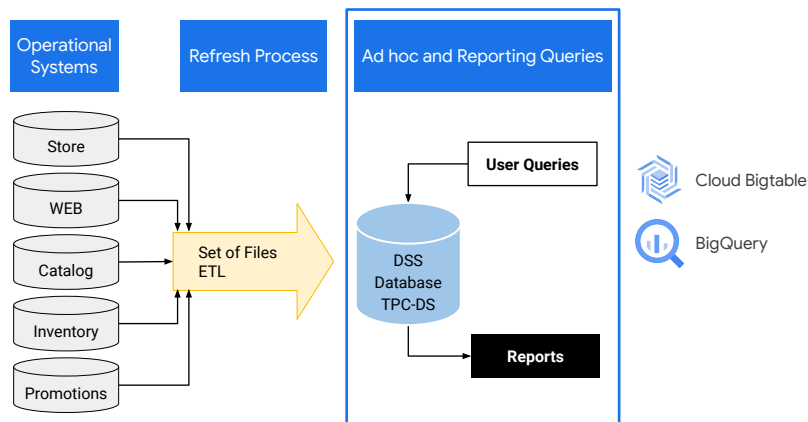 Operational
Systems
Refresh Process
Ad hoc and Reporting Queries
Store
WEB
Catalog
Inventory
Promotions
Set of Files
ETL
User Queries
DSS
Database
TPC-DS
Reports
Cloud Bigtable
BigQuery